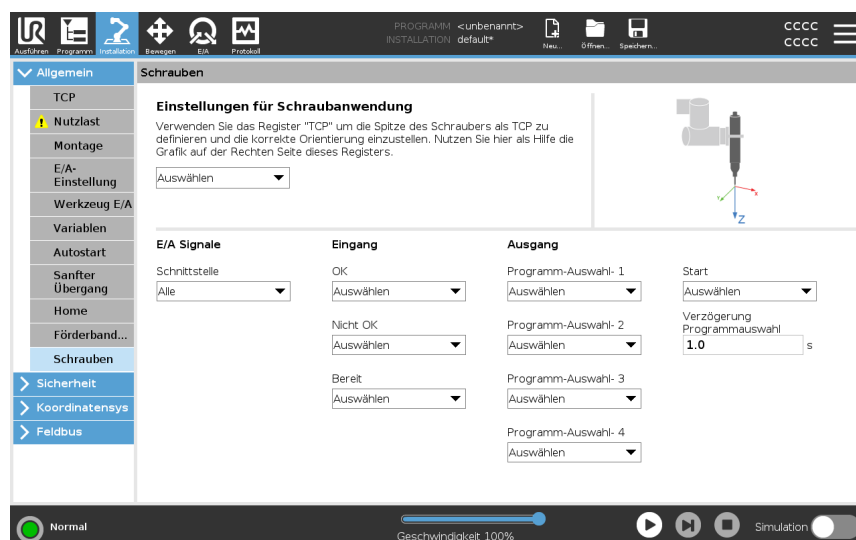 UR
Ausführen
Programm
Installation
Bewegen
E/A
Protokoll
PROGRAMM <unbenannt>
INSTALLATION default*
Neu...
Öffnen...
Speichern...
cccc
cccc
Allgemein
TCP
Nutzlast
Montage
E/A-
Einstellung
Werkzeug E/A
Variablen
Autostart
Sanfter
Übergang
Home
Förderband...
Schrauben
Sicherheit
Koordinatensys
Feldbus
Schrauben
Einstellungen für Schraubanwendung
Verwenden Sie das Register "TCP" um die Spitze des Schraubers als TCP zu
definieren und die korrekte Orientierung einzustellen. Nutzen Sie hier als Hilfe die
Grafik auf der Rechten Seite dieses Registers.
Auswählen
Y
X
Z
E/A Signale
Schnittstelle
Alle
Eingang
OK
Auswählen
Nicht OK
Auswählen
Bereit
Auswählen
Ausgang
Programm-Auswahl- 1
Auswählen
Programm-Auswahl- 2
Auswählen
Programm-Auswahl- 3
Auswählen
Programm-Auswahl- 4
Auswählen
Start
Auswählen
Verzögerung
Programmauswahl
1.0 s
Normal
Geschwindigkeit 100%
Simulation